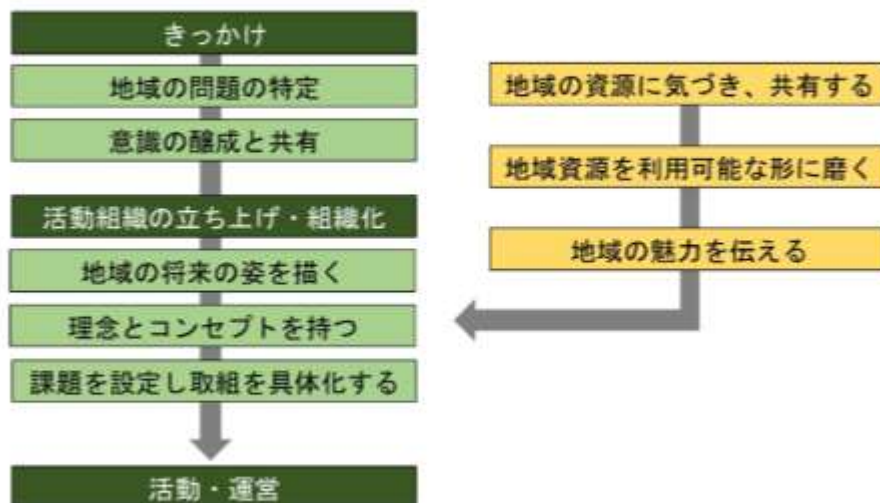 きっかけ
地域の問題の特定
意識の醸成と共有
活動組織の立ち上げ・組織化
地域の将来の姿を描く
理念とコンセプトを持つ
課題を設定し取組を具体化する
活動・運営
地域の資源に気づき、共有する
地域資源を利用可能な形に磨く
地域の魅力を伝える